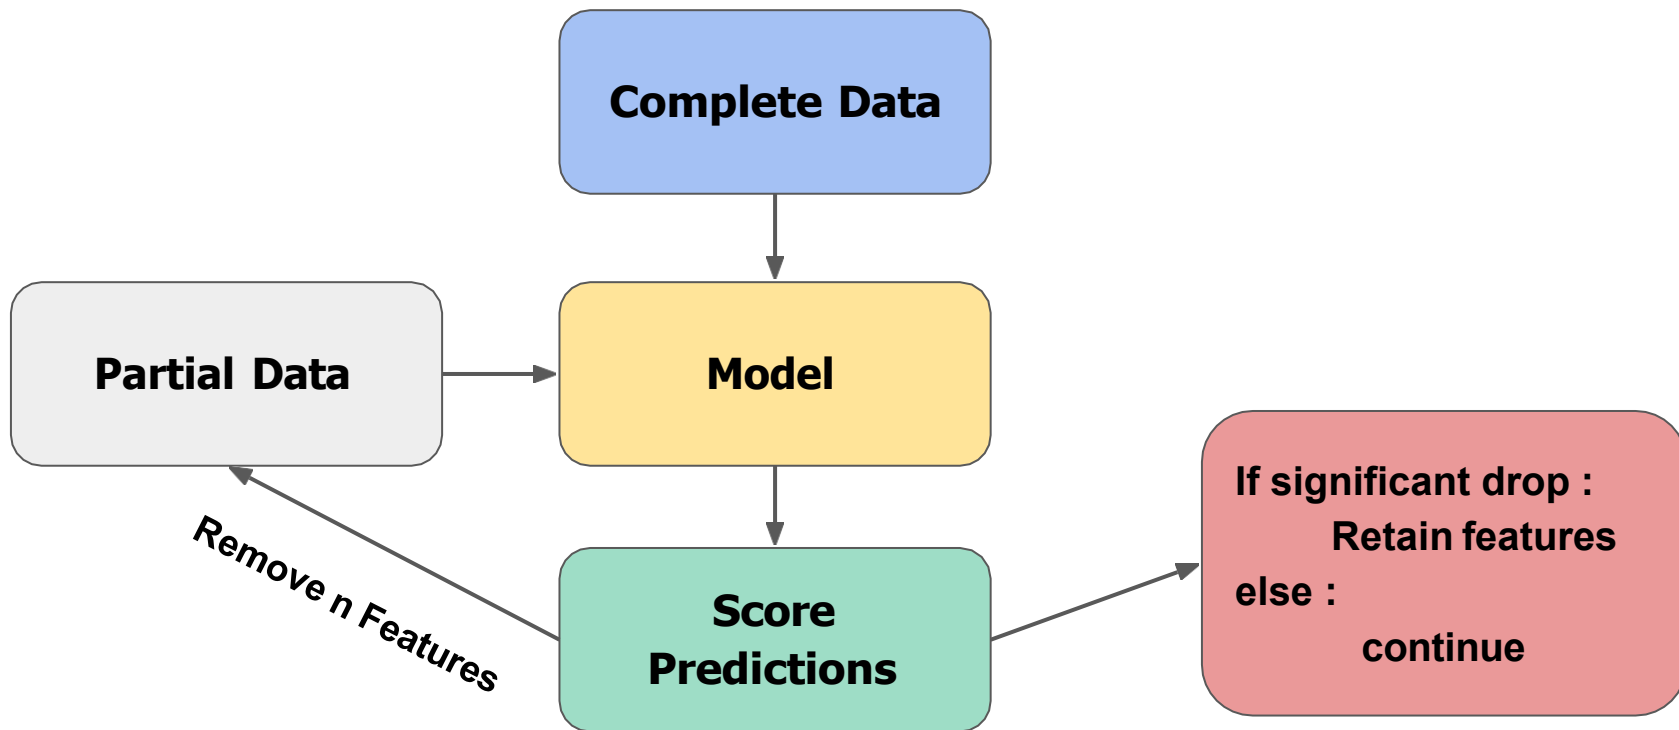 Complete Data
Partial Data
Model
Remove n Features
Score
Predictions
If significant drop :
Retain features
else :
continue